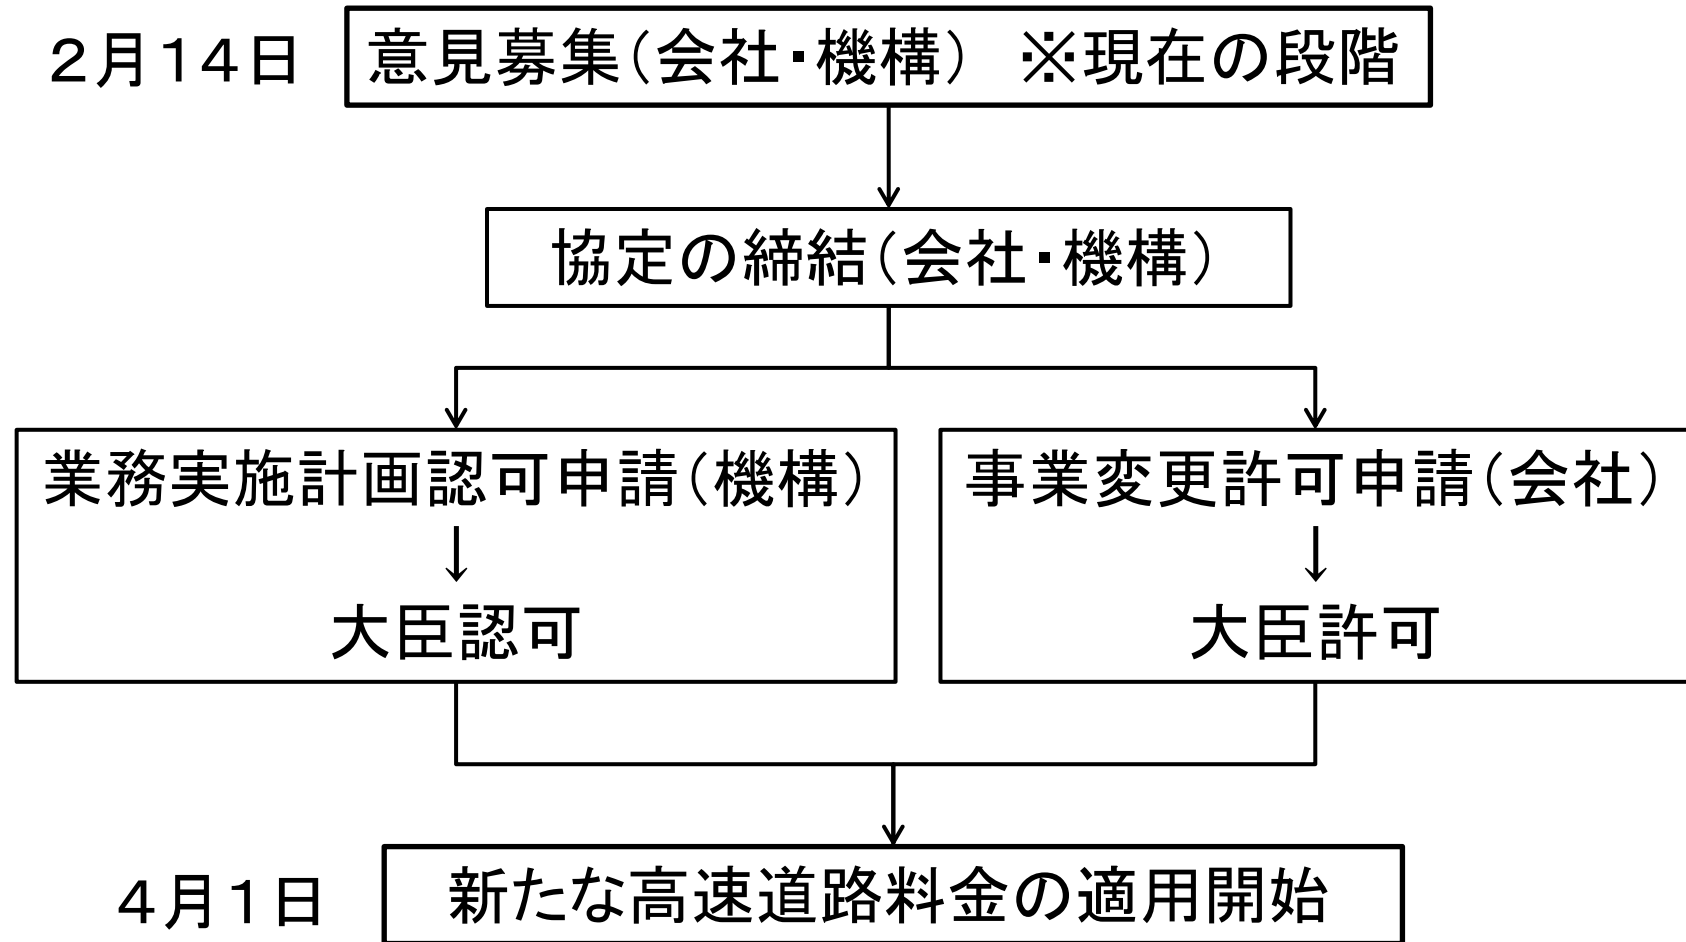 2月14日 意見募集(会社・機構) ※現在の段階
協定の締結(会社・機構)
業務実施計画認可申請(機構)
↓
大臣認可
事業変更許可申請(会社)
↓
大臣許可
4月1日 新たな高速道路料金の適用開始